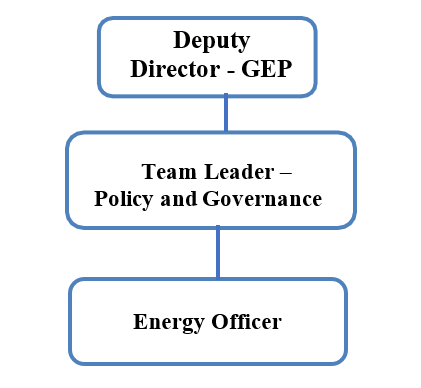 Deputy
Director - GEP
Team Leader –
Policy and Governance
Energy Officer